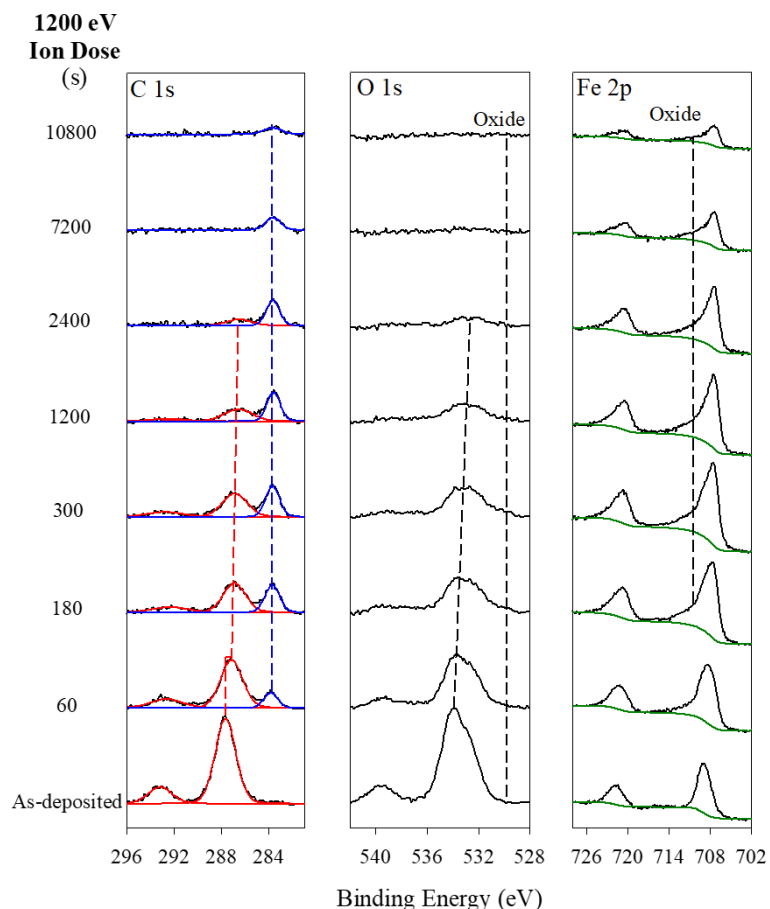 1200 eV
Ion Dose
(s)
C 1s
O 1s
Fe 2p
Oxide
Oxide
10800
7200
2400
1200
300
180
60
As-deposited
296 292 288 284
540 536 532 528
726 720 714 708 702
Binding Energy (eV)